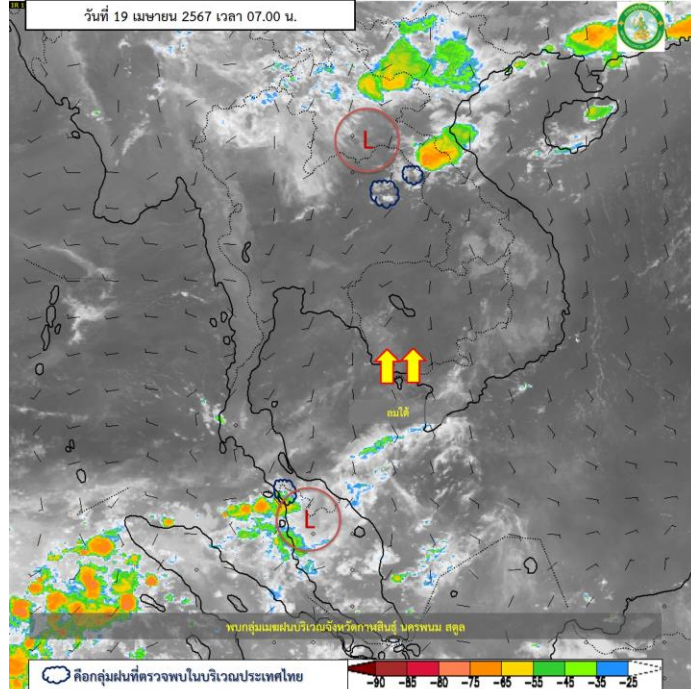 IR 1
วันที่ 19 เมษายน 2567 เวลา 07.00 น.
L
ลมใต้
L
พบกลุ่มเมฆฝนบริเวณจังหวัดกาฬสินธุ์ นครพนม สตูล
คือกลุ่มฝนที่ตรวจพบในบริเวณประเทศไทย
-90 -85 -80 -75 -65 -55 -45 -35 -25